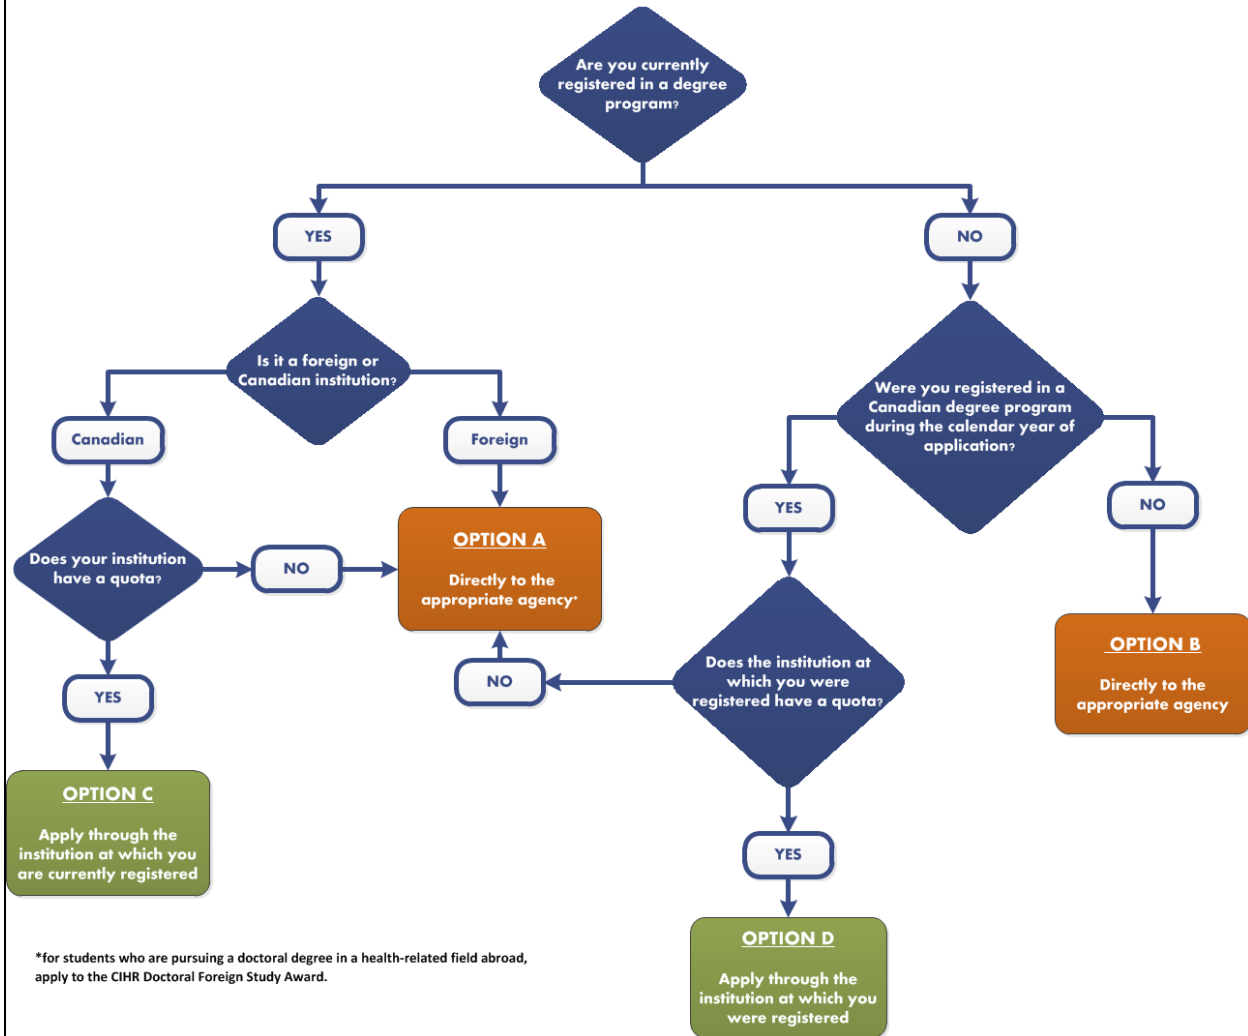 Are you currently
registered in a degree
program?
YES
NO
Is it a foreign or
Canadian institution?
Were you registered in a
Canadian degree program
during the calendar year of
application?
Canadian
Foreign
YES
NO
Does your institution
have a quota?
NO
OPTION A
Directly to the
appropriate agency*
YES
NO
Does the institution at
which you were
registered have a quota?
OPTION B
Directly to the
appropriate agency
OPTION C
Apply through the
institution at which you
are currently registered
YES
OPTION D
Apply through the
institution at which you
were registered
*for students who are pursuing a doctoral degree in a health-related field abroad,
apply to the CIHR Doctoral Foreign Study Award.